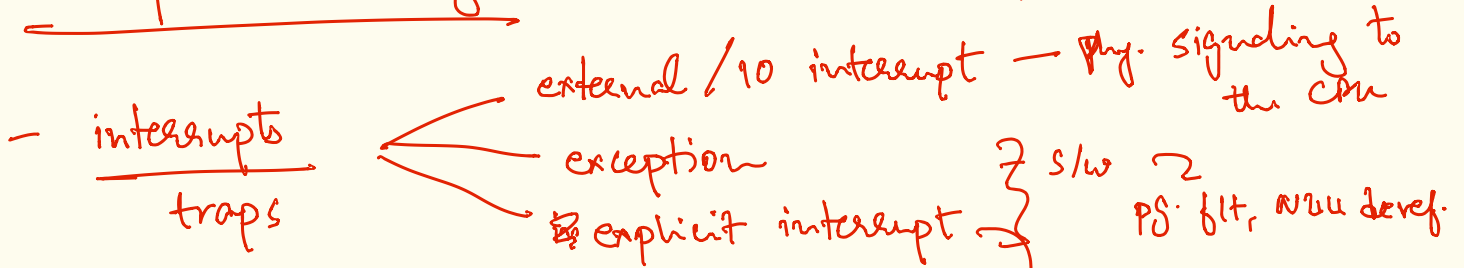 external / IO interrupt — Phy. signaling to
the CPU
- interrupts
traps
exception
explicit interrupt
} s/w
pg. flt, NULL deref.